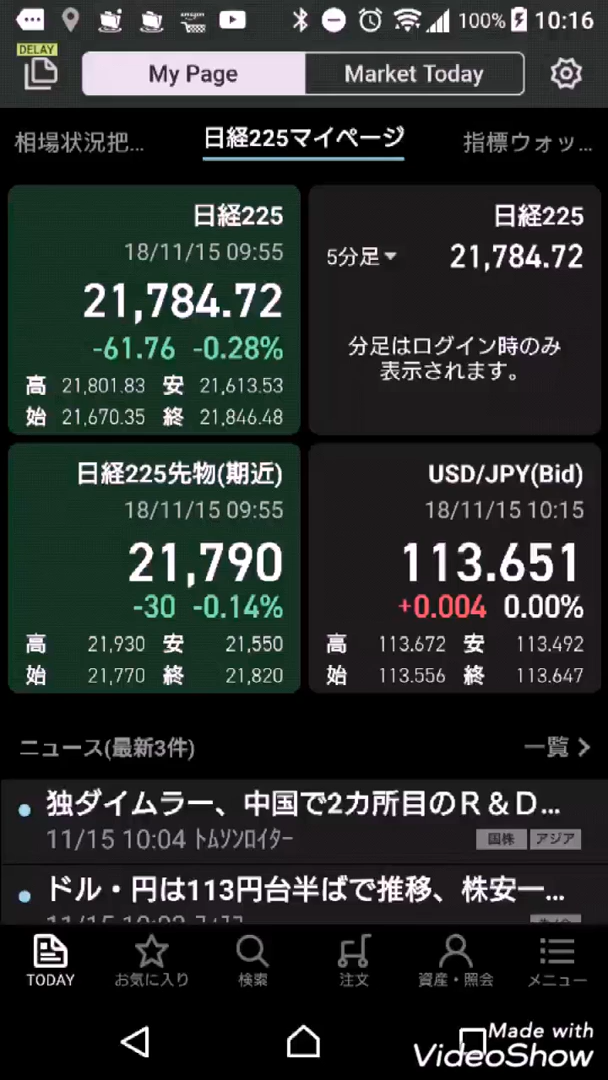 100% 10:16
DELAY
My Page Market Today
相場状況把... 日経225マイページ 指標ウォッ...
日経225
18/11/15 09:55
21,784.72
-61.76 -0.28%
高 21,801.83 安 21,613.53
始 21,670.35 終 21,846.48
日経225
5分足 21,784.72
分足はログイン時のみ
表示されます。
日経225先物(期近)
18/11/15 09:55
21,790
-30 -0.14%
高 21,930 安 21,550
始 21,770 終 21,820
USD/JPY(Bid)
18/11/15 10:15
113.651
+0.004 0.00%
高 113.672 安 113.492
始 113.556 終 113.647
ニュース(最新3件) 一覧
独ダイムラー、中国で2カ所目のR＆D...
11/15 10:04 ﾄﾑｿﾝﾛｲﾀｰ 国株 アジア
ドル・円は113円台半ばで推移、株安一...
TODAY お気に入り 検索 注文 資産・照会 メニュー
Made with
VideoShow